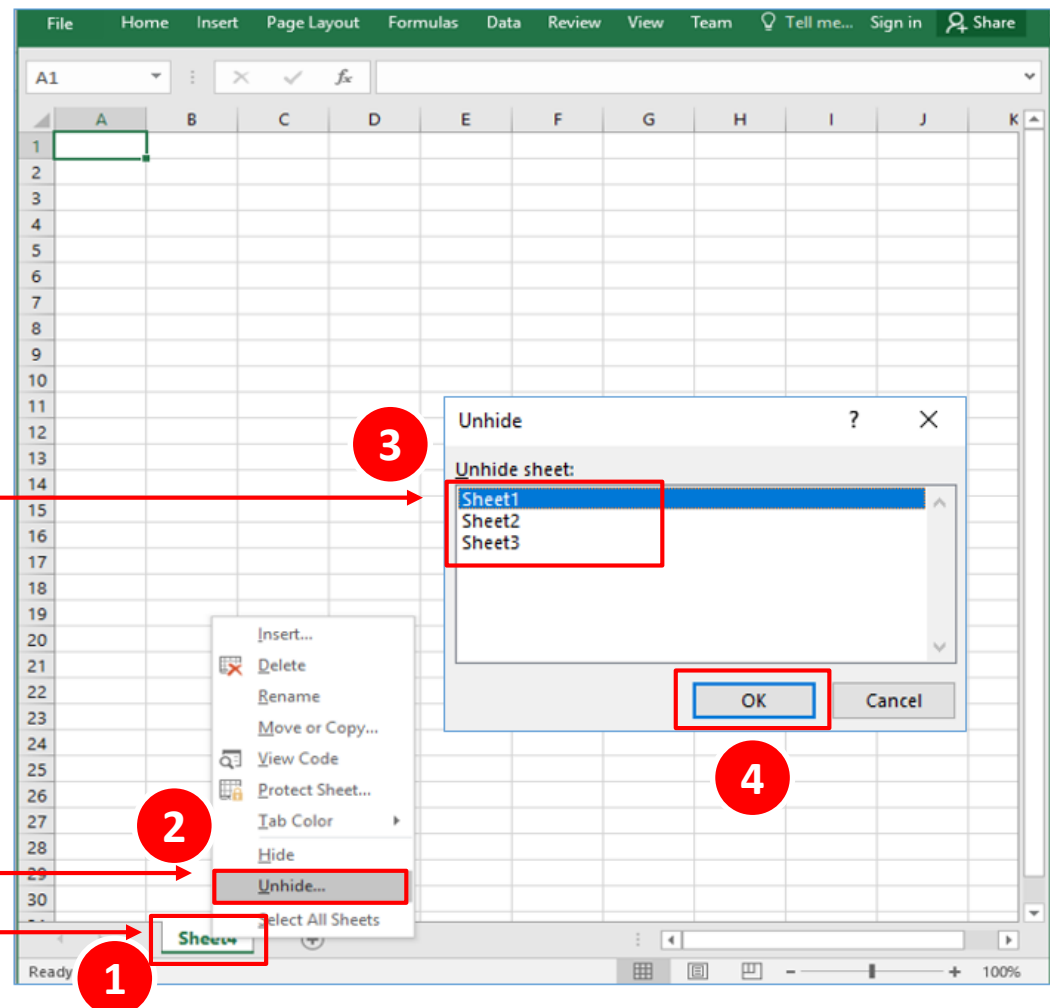 File Home Insert Page Layout Formulas Data Review View Team Tell me... Sign in Share
A1 fx
A B C D E F G H I J K
1
2
3
4
5
6
7
8
9
10
11
12
13
14
15
16
17
18
19
20
21
22
23
24
25
26
27
28
29
30
3
Unhide ? X
Unhide sheet:
Sheet1
Sheet2
Sheet3
OK Cancel
4
Insert...
Delete
Rename
Move or Copy...
View Code
Protect Sheet...
Tab Color
2
Hide
Unhide...
Select All Sheets
Sheet4
1
Ready 100%